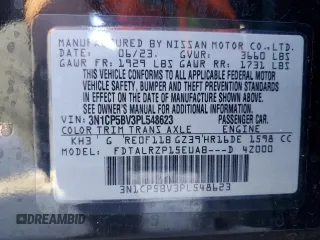 MANUFACTURED BY NISSAN MOTOR CO.,LTD.
DATE: 06/23. GVWR: 3660 LBS
GAWR FR: 1929 LBS GAWR RR: 1731 LBS
THIS VEHICLE CONFORMS TO ALL APPLICABLE FEDERAL MOTOR
VEHICLE SAFETY, BUMPER, AND THEFT PREVENTION
STANDARDS IN EFFECT ON THE DATE OF MANUFACTURE SHOWN ABOVE.
SEE OWNER'S MANUAL FOR ADDITIONAL INFORMATION
VIN:3N1CP5BV3PL548623 PASSENGER CAR
COLOR TRIM TRANS AXLE ENGINE
KH3 G RE0F11B GZ39 HR16DE 1598 CC
MODEL FDTALRZP15EUAB---D 4Z000
3N1CP5BV3PL548623
DREAMBID